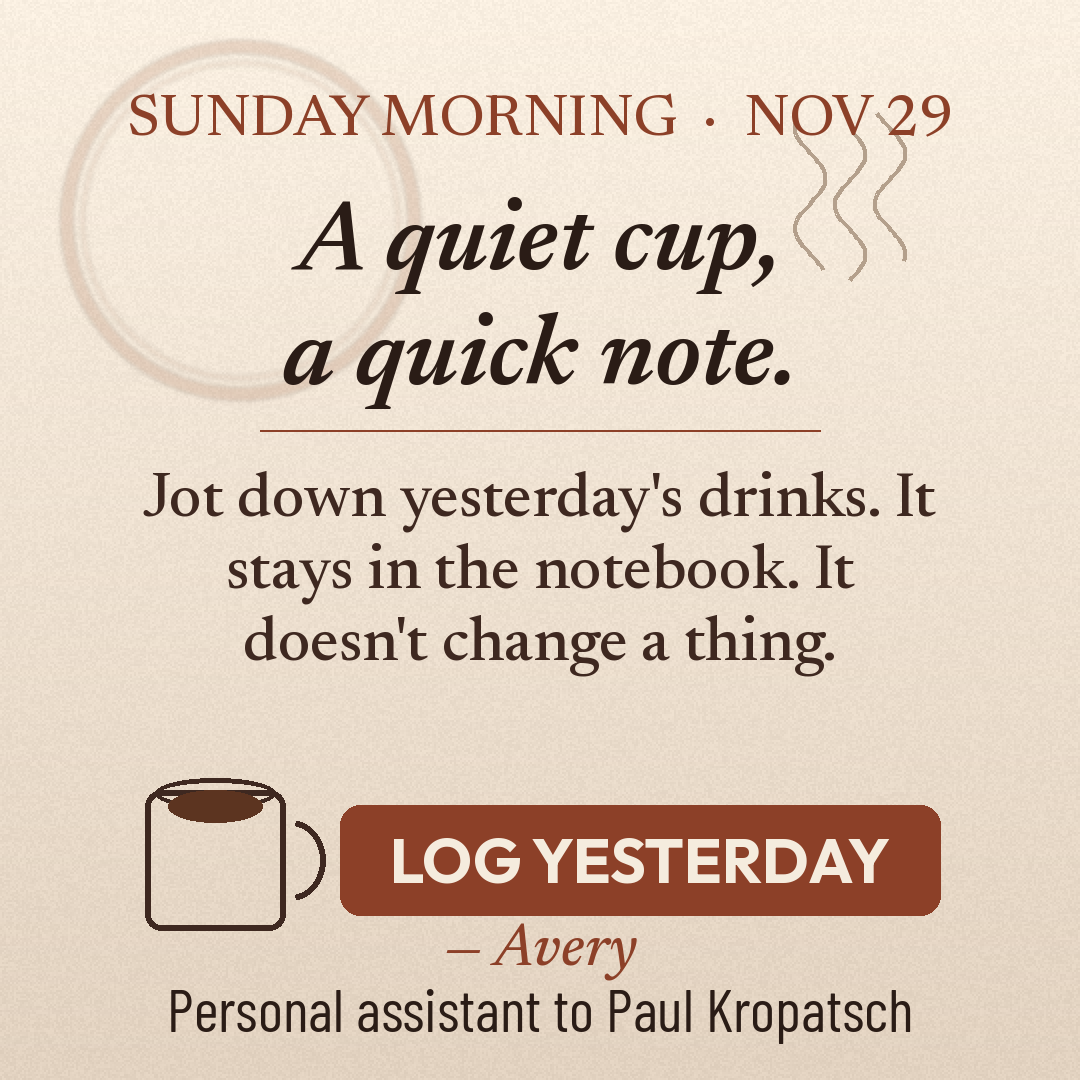 SUNDAY MORNING · NOV 29
A quiet cup,
a quick note.
Jot down yesterday's drinks. It
stays in the notebook. It
doesn't change a thing.
LOG YESTERDAY
– Avery
Personal assistant to Paul Kropatsch